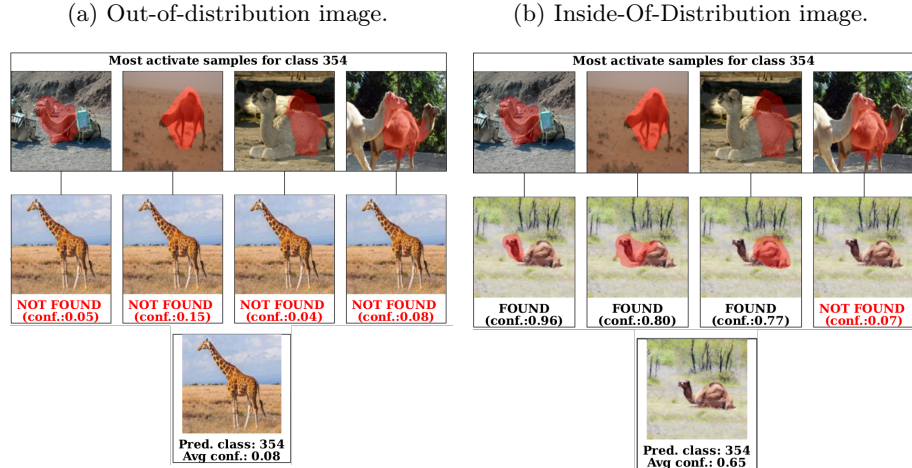 (a) Out-of-distribution image.
Most activate samples for class 354
NOT FOUND
(conf.:0.05)
NOT FOUND
(conf.:0.15)
NOT FOUND
(conf.:0.04)
NOT FOUND
(conf.:0.08)
Pred. class: 354
Avg conf.: 0.08
(b) Inside-Of-Distribution image.
Most activate samples for class 354
FOUND
(conf.:0.96)
FOUND
(conf.:0.80)
FOUND
(conf.:0.77)
NOT FOUND
(conf.:0.07)
Pred. class: 354
Avg conf.: 0.65